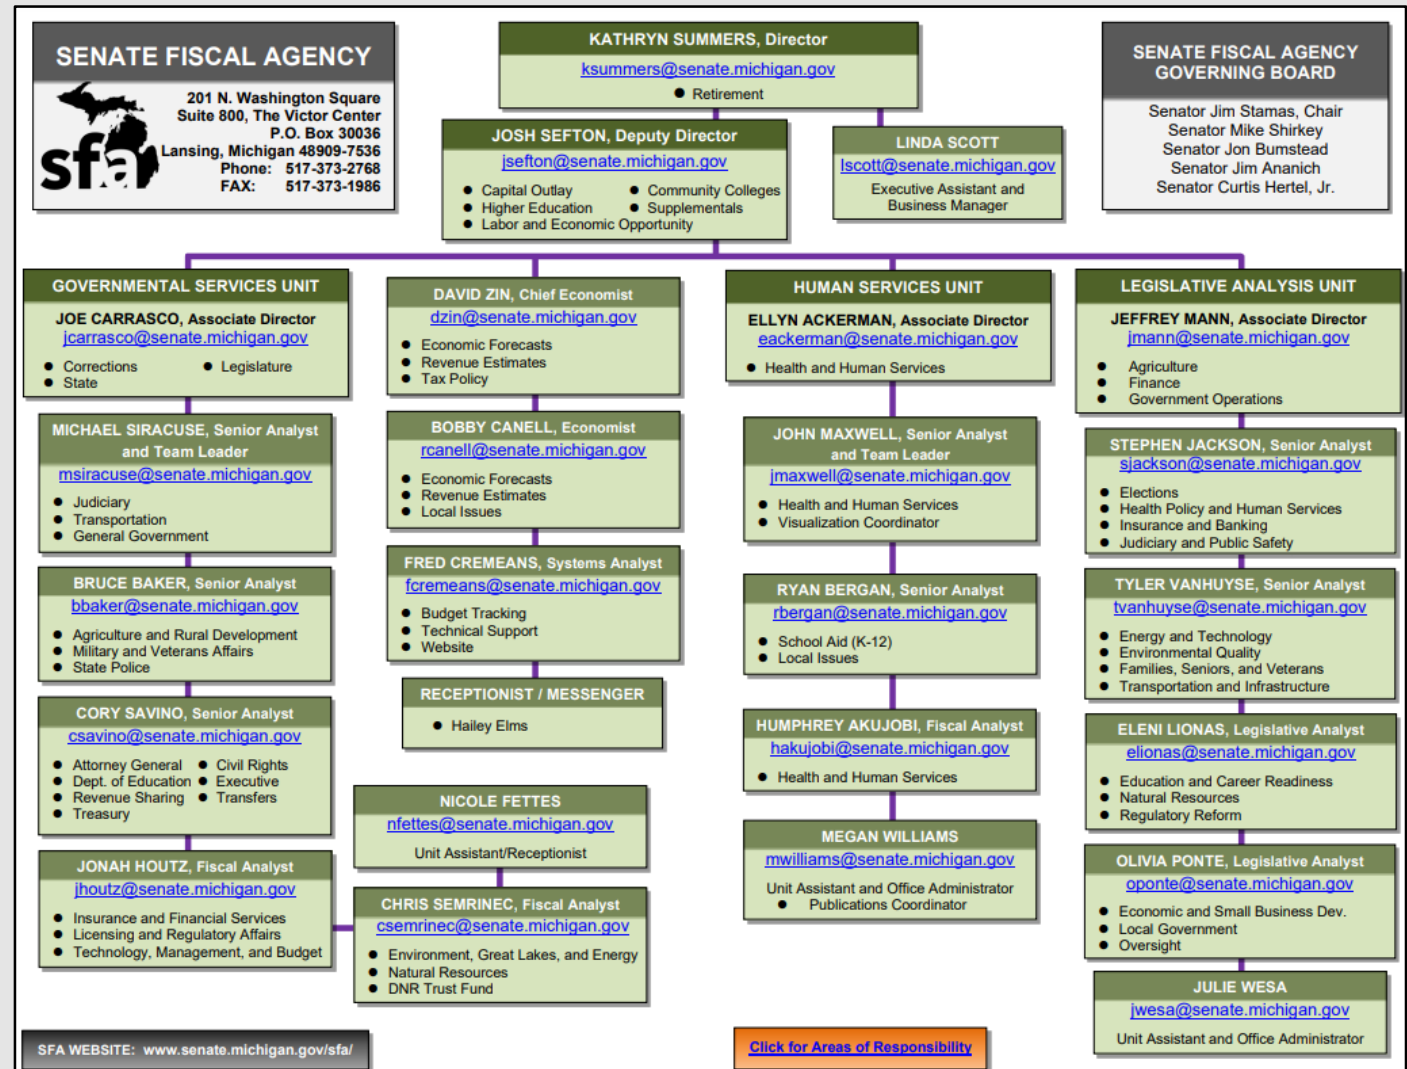 SENATE FISCAL AGENCY
sfa
201 N. Washington Square
Suite 800, The Victor Center
P.O. Box 30036
Lansing, Michigan 48909-7536
Phone: 517-373-2768
FAX: 517-373-1986
KATHRYN SUMMERS, Director
ksummers@senate.michigan.gov
● Retirement
SENATE FISCAL AGENCY
GOVERNING BOARD
Senator Jim Stamas, Chair
Senator Mike Shirkey
Senator Jon Bumstead
Senator Jim Ananich
Senator Curtis Hertel, Jr.
JOSH SEFTON, Deputy Director
jsefton@senate.michigan.gov
● Capital Outlay ● Community Colleges
● Higher Education ● Supplementals
● Labor and Economic Opportunity
LINDA SCOTT
lscott@senate.michigan.gov
Executive Assistant and
Business Manager
GOVERNMENTAL SERVICES UNIT
JOE CARRASCO, Associate Director
jcarrasco@senate.michigan.gov
● Corrections ● Legislature
● State
MICHAEL SIRACUSE, Senior Analyst
and Team Leader
msiracuse@senate.michigan.gov
● Judiciary
● Transportation
● General Government
BRUCE BAKER, Senior Analyst
bbaker@senate.michigan.gov
● Agriculture and Rural Development
● Military and Veterans Affairs
● State Police
CORY SAVINO, Senior Analyst
csavino@senate.michigan.gov
● Attorney General ● Civil Rights
● Dept. of Education ● Executive
● Revenue Sharing ● Transfers
● Treasury
JONAH HOUTZ, Fiscal Analyst
jhoutz@senate.michigan.gov
● Insurance and Financial Services
● Licensing and Regulatory Affairs
● Technology, Management, and Budget
DAVID ZIN, Chief Economist
dzin@senate.michigan.gov
● Economic Forecasts
● Revenue Estimates
● Tax Policy
BOBBY CANELL, Economist
rcanell@senate.michigan.gov
● Economic Forecasts
● Revenue Estimates
● Local Issues
FRED CREMEANS, Systems Analyst
fcremeans@senate.michigan.gov
● Budget Tracking
● Technical Support
● Website
RECEPTIONIST / MESSENGER
● Hailey Elms
NICOLE FETTES
nfettes@senate.michigan.gov
Unit Assistant/Receptionist
CHRIS SEMRINEC, Fiscal Analyst
csemrinec@senate.michigan.gov
● Environment, Great Lakes, and Energy
● Natural Resources
● DNR Trust Fund
HUMAN SERVICES UNIT
ELLYN ACKERMAN, Associate Director
eackerman@senate.michigan.gov
● Health and Human Services
JOHN MAXWELL, Senior Analyst
and Team Leader
jmaxwell@senate.michigan.gov
● Health and Human Services
● Visualization Coordinator
RYAN BERGAN, Senior Analyst
rbergan@senate.michigan.gov
● School Aid (K-12)
● Local Issues
HUMPHREY AKUJOBI, Fiscal Analyst
hakujobi@senate.michigan.gov
● Health and Human Services
MEGAN WILLIAMS
mwilliams@senate.michigan.gov
Unit Assistant and Office Administrator
● Publications Coordinator
LEGISLATIVE ANALYSIS UNIT
JEFFREY MANN, Associate Director
jmann@senate.michigan.gov
● Agriculture
● Finance
● Government Operations
STEPHEN JACKSON, Senior Analyst
sjackson@senate.michigan.gov
● Elections
● Health Policy and Human Services
● Insurance and Banking
● Judiciary and Public Safety
TYLER VANHUYSE, Senior Analyst
tvanhuyse@senate.michigan.gov
● Energy and Technology
● Environmental Quality
● Families, Seniors, and Veterans
● Transportation and Infrastructure
ELENI LIONAS, Legislative Analyst
elionas@senate.michigan.gov
● Education and Career Readiness
● Natural Resources
● Regulatory Reform
OLIVIA PONTE, Legislative Analyst
oponte@senate.michigan.gov
● Economic and Small Business Dev.
● Local Government
● Oversight
JULIE WESA
jwesa@senate.michigan.gov
Unit Assistant and Office Administrator
SFA WEBSITE: www.senate.michigan.gov/sfa/
Click for Areas of Responsibility